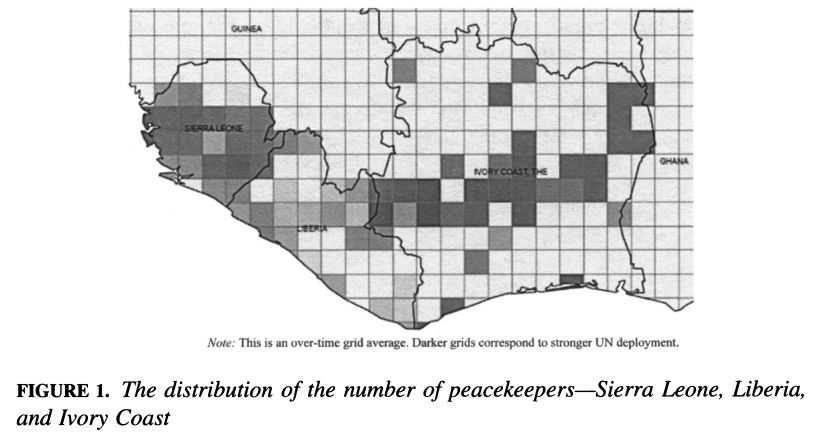 GUINEA
SIERRA LEONE
IVORY COAST, THE
GHANA
LIBERIA
Note: This is an over-time grid average. Darker grids correspond to stronger UN deployment.
FIGURE 1. The distribution of the number of peacekeepers—Sierra Leone, Liberia,
and Ivory Coast